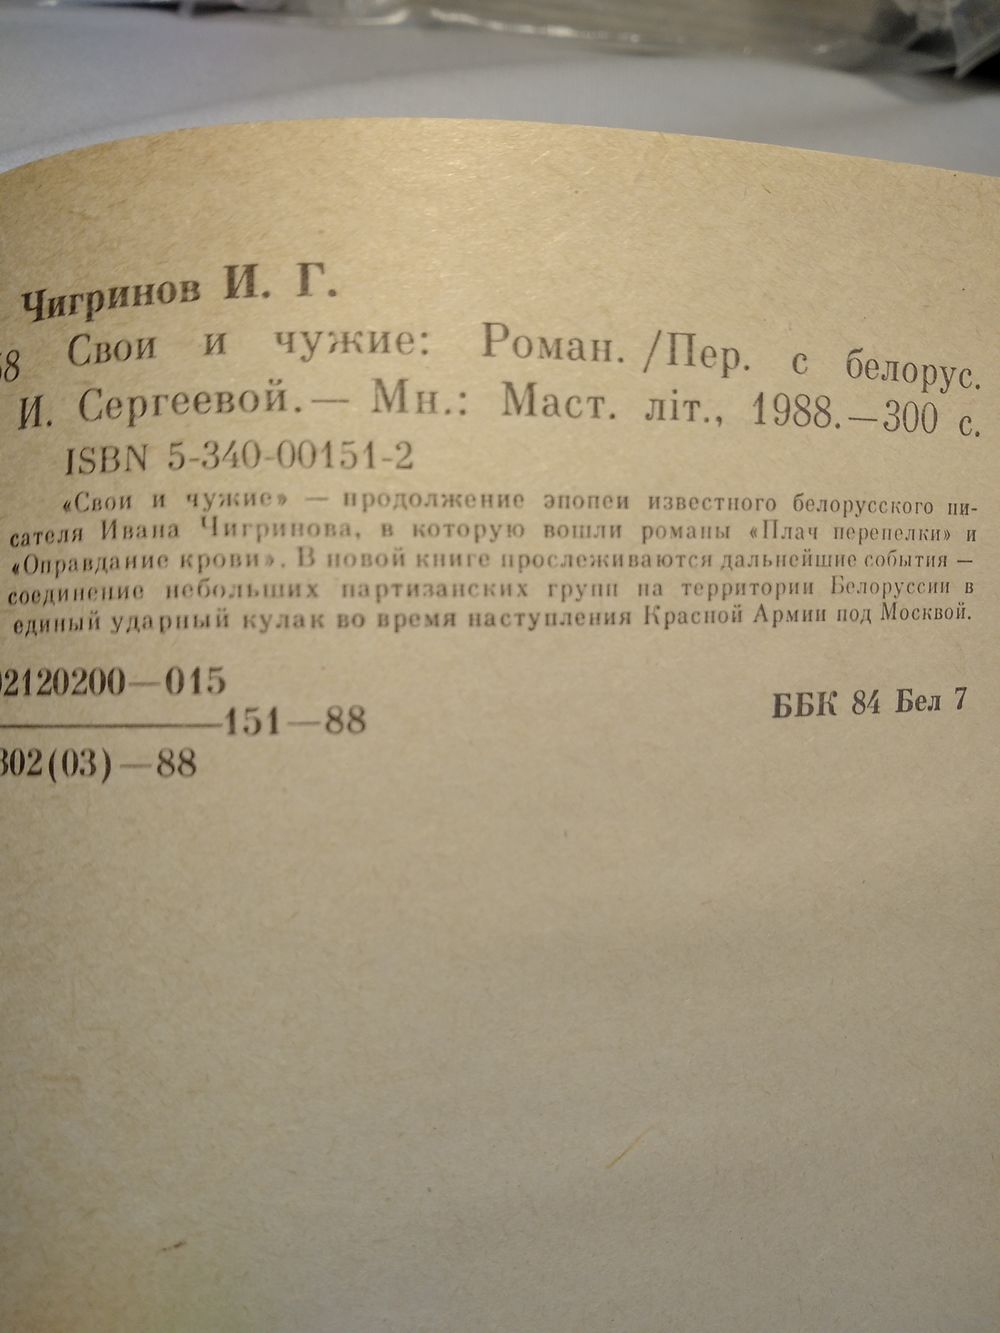 Чигринов И. Г.
8 Свои и чужие: Роман. /Пер. с белорус.
И. Сергеевой.— Мн.: Маст. літ., 1988.—300 с.
ISBN 5-340-00151-2
«Свои и чужие» — продолжение эпопеи известного белорусского пи-
сателя Ивана Чигринова, в которую вошли романы «Плач перепелки» и
«Оправдание крови». В новой книге прослеживаются дальнейшие события —
соединение небольших партизанских групп на территории Белоруссии в
единый ударный кулак во время наступления Красной Армии под Москвой.
02120200—015
151—88
ББК 84 Бел 7
302(03)—88